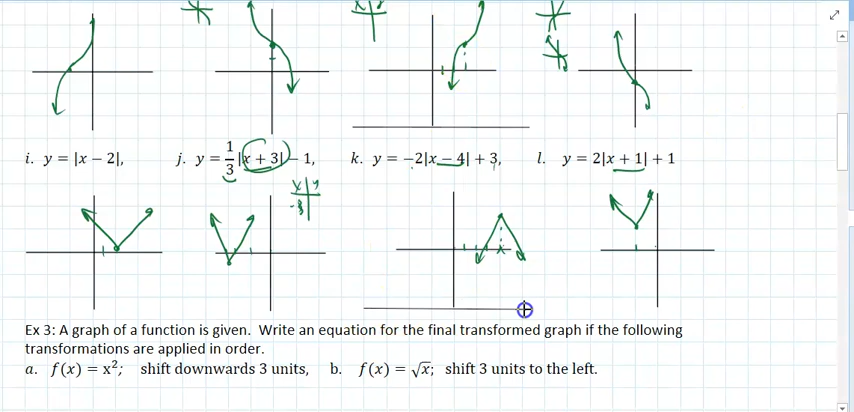 x y
i. y = |x − 2|, j. y = 1/3 |x + 3| − 1, k. y = −2|x − 4| + 3, l. y = 2|x + 1| + 1
x y
-3
Ex 3: A graph of a function is given. Write an equation for the final transformed graph if the following
transformations are applied in order.
a. f(x) = x²; shift downwards 3 units, b. f(x) = √x; shift 3 units to the left.